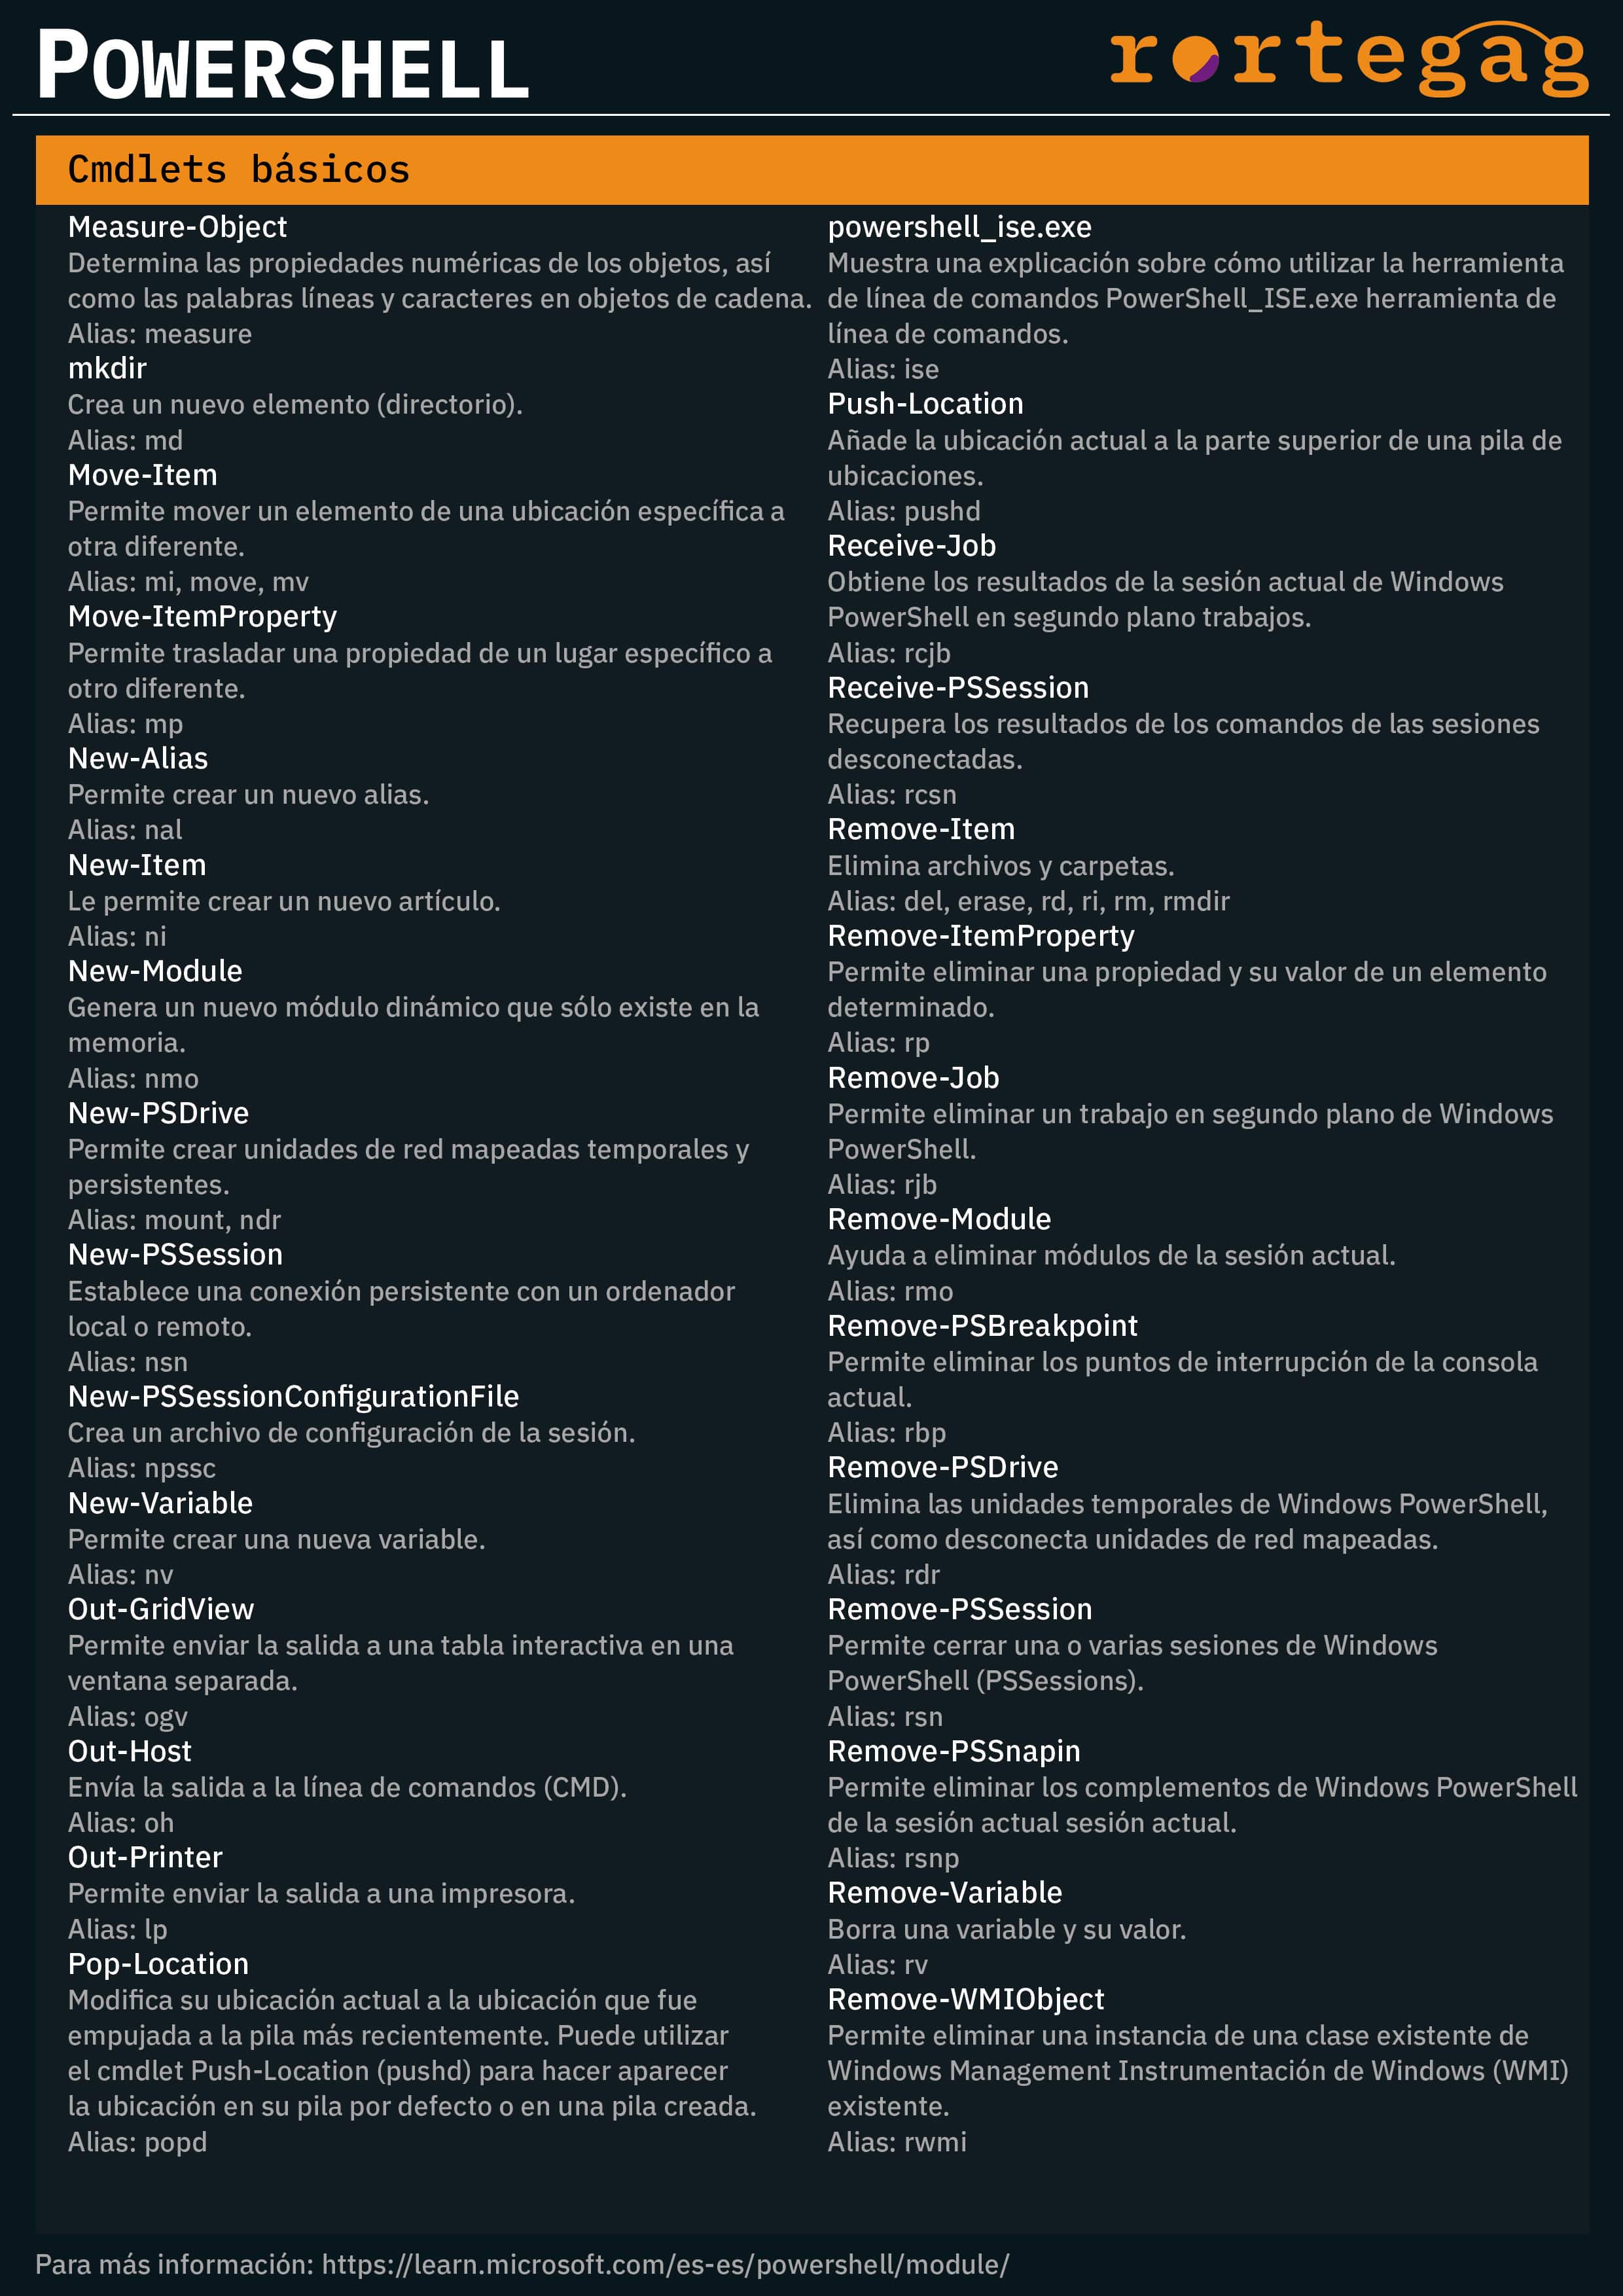 POWERSHELL
rortegag
Cmdlets básicos
Measure-Object
Determina las propiedades numéricas de los objetos, así
como las palabras líneas y caracteres en objetos de cadena.
Alias: measure
mkdir
Crea un nuevo elemento (directorio).
Alias: md
Move-Item
Permite mover un elemento de una ubicación específica a
otra diferente.
Alias: mi, move, mv
Move-ItemProperty
Permite trasladar una propiedad de un lugar específico a
otro diferente.
Alias: mp
New-Alias
Permite crear un nuevo alias.
Alias: nal
New-Item
Le permite crear un nuevo artículo.
Alias: ni
New-Module
Genera un nuevo módulo dinámico que sólo existe en la
memoria.
Alias: nmo
New-PSDrive
Permite crear unidades de red mapeadas temporales y
persistentes.
Alias: mount, ndr
New-PSSession
Establece una conexión persistente con un ordenador
local o remoto.
Alias: nsn
New-PSSessionConfigurationFile
Crea un archivo de configuración de la sesión.
Alias: npssc
New-Variable
Permite crear una nueva variable.
Alias: nv
Out-GridView
Permite enviar la salida a una tabla interactiva en una
ventana separada.
Alias: ogv
Out-Host
Envía la salida a la línea de comandos (CMD).
Alias: oh
Out-Printer
Permite enviar la salida a una impresora.
Alias: lp
Pop-Location
Modifica su ubicación actual a la ubicación que fue
empujada a la pila más recientemente. Puede utilizar
el cmdlet Push-Location (pushd) para hacer aparecer
la ubicación en su pila por defecto o en una pila creada.
Alias: popd
powershell_ise.exe
Muestra una explicación sobre cómo utilizar la herramienta
de línea de comandos PowerShell_ISE.exe herramienta de
línea de comandos.
Alias: ise
Push-Location
Añade la ubicación actual a la parte superior de una pila de
ubicaciones.
Alias: pushd
Receive-Job
Obtiene los resultados de la sesión actual de Windows
PowerShell en segundo plano trabajos.
Alias: rcjb
Receive-PSSession
Recupera los resultados de los comandos de las sesiones
desconectadas.
Alias: rcsn
Remove-Item
Elimina archivos y carpetas.
Alias: del, erase, rd, ri, rm, rmdir
Remove-ItemProperty
Permite eliminar una propiedad y su valor de un elemento
determinado.
Alias: rp
Remove-Job
Permite eliminar un trabajo en segundo plano de Windows
PowerShell.
Alias: rjb
Remove-Module
Ayuda a eliminar módulos de la sesión actual.
Alias: rmo
Remove-PSBreakpoint
Permite eliminar los puntos de interrupción de la consola
actual.
Alias: rbp
Remove-PSDrive
Elimina las unidades temporales de Windows PowerShell,
así como desconecta unidades de red mapeadas.
Alias: rdr
Remove-PSSession
Permite cerrar una o varias sesiones de Windows
PowerShell (PSSessions).
Alias: rsn
Remove-PSSnapin
Permite eliminar los complementos de Windows PowerShell
de la sesión actual sesión actual.
Alias: rsnp
Remove-Variable
Borra una variable y su valor.
Alias: rv
Remove-WMIObject
Permite eliminar una instancia de una clase existente de
Windows Management Instrumentación de Windows (WMI)
existente.
Alias: rwmi
Para más información: https://learn.microsoft.com/es-es/powershell/module/